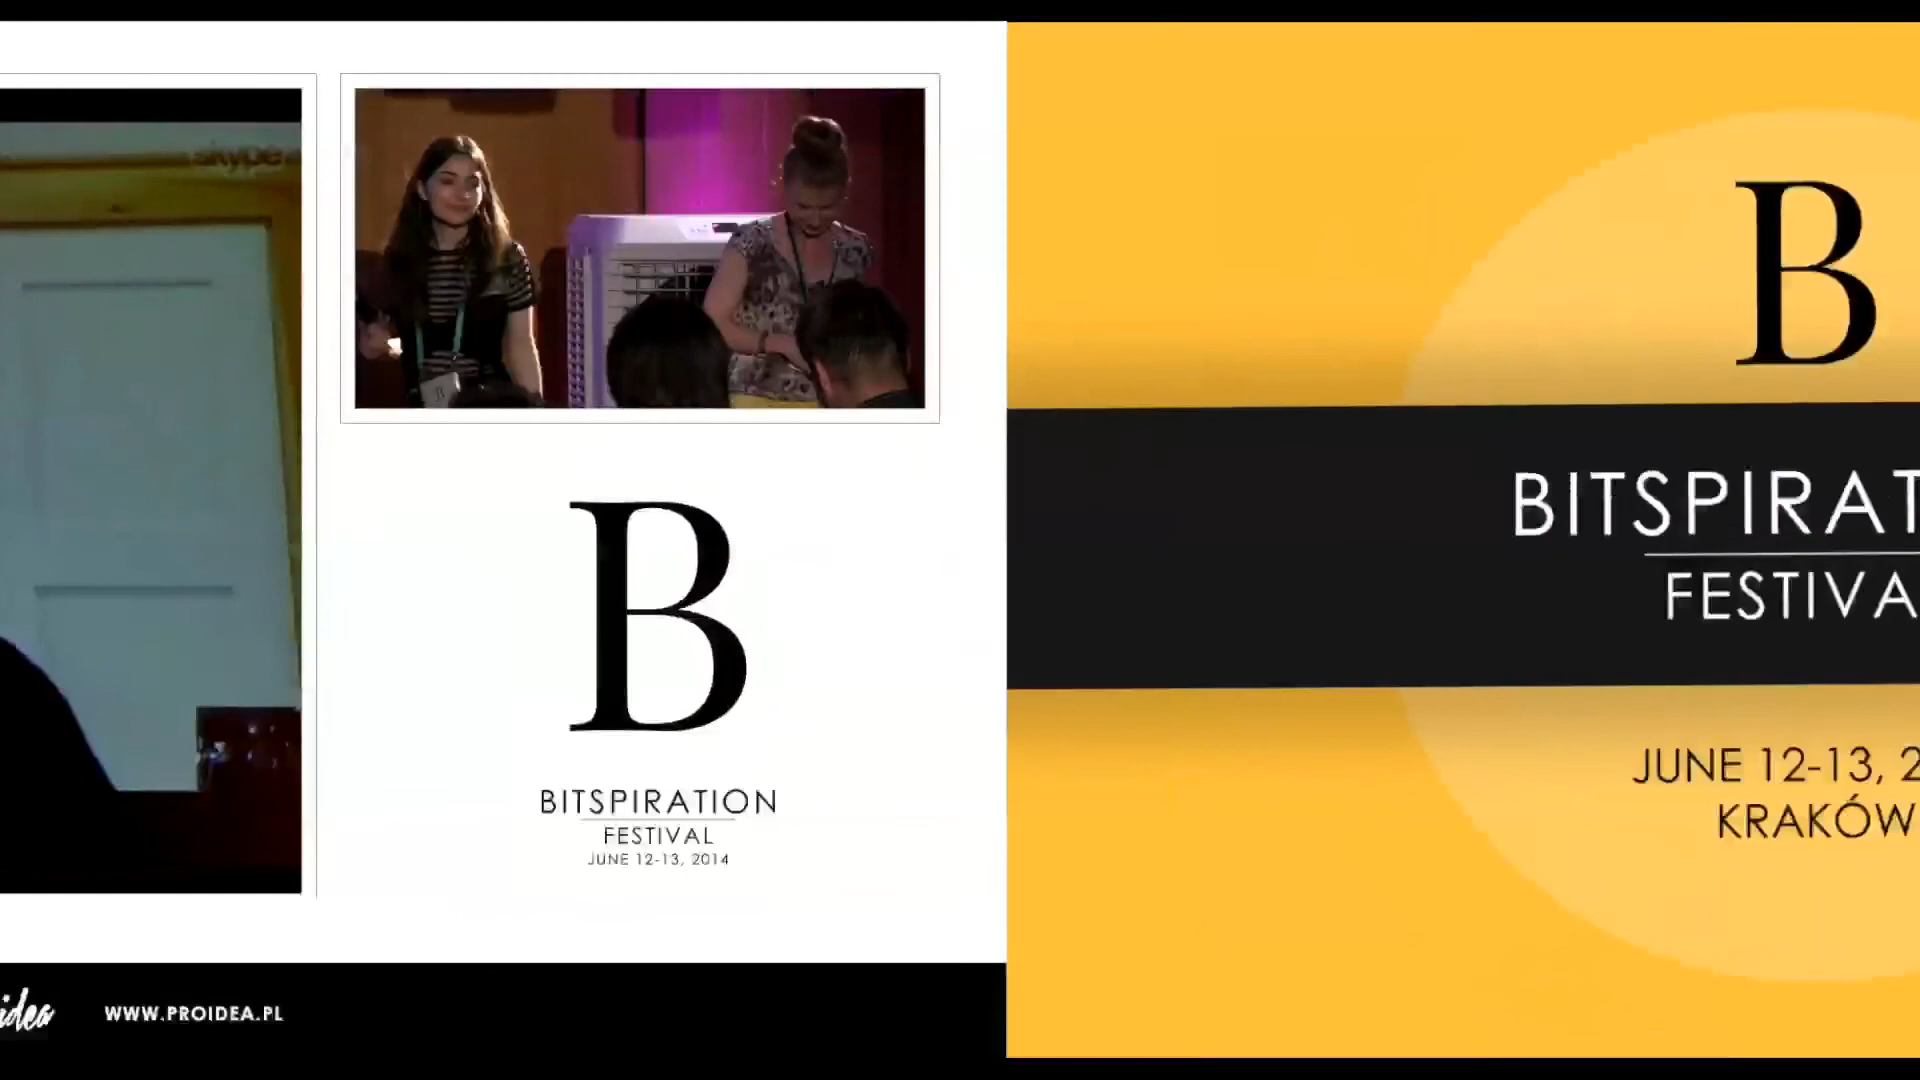 skype
B
BITSPIRATION
FESTIVAL
JUNE 12-13, 2014
idea
WWW.PROIDEA.PL
B
BITSPIRAT
FESTIVA
JUNE 12-13, 2
KRAKÓW